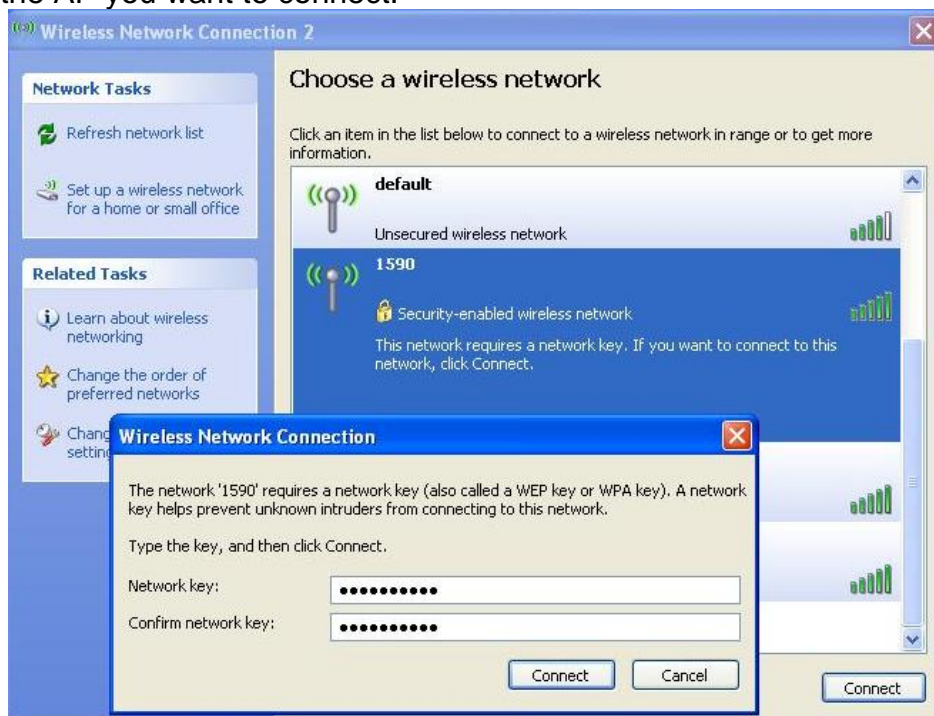 the AP you want to connect.
Wireless Network Connection 2
Network Tasks
Refresh network list
Set up a wireless network
for a home or small office
Related Tasks
Learn about wireless
networking
Change the order of
preferred networks
Chang
setting
Choose a wireless network
Click an item in the list below to connect to a wireless network in range or to get more
information.
default
Unsecured wireless network
1590
Security-enabled wireless network
This network requires a network key. If you want to connect to this
network, click Connect.
Wireless Network Connection
The network '1590' requires a network key (also called a WEP key or WPA key). A network
key helps prevent unknown intruders from connecting to this network.
Type the key, and then click Connect.
Network key: ••••••••••
Confirm network key: ••••••••••
Connect Cancel
Connect